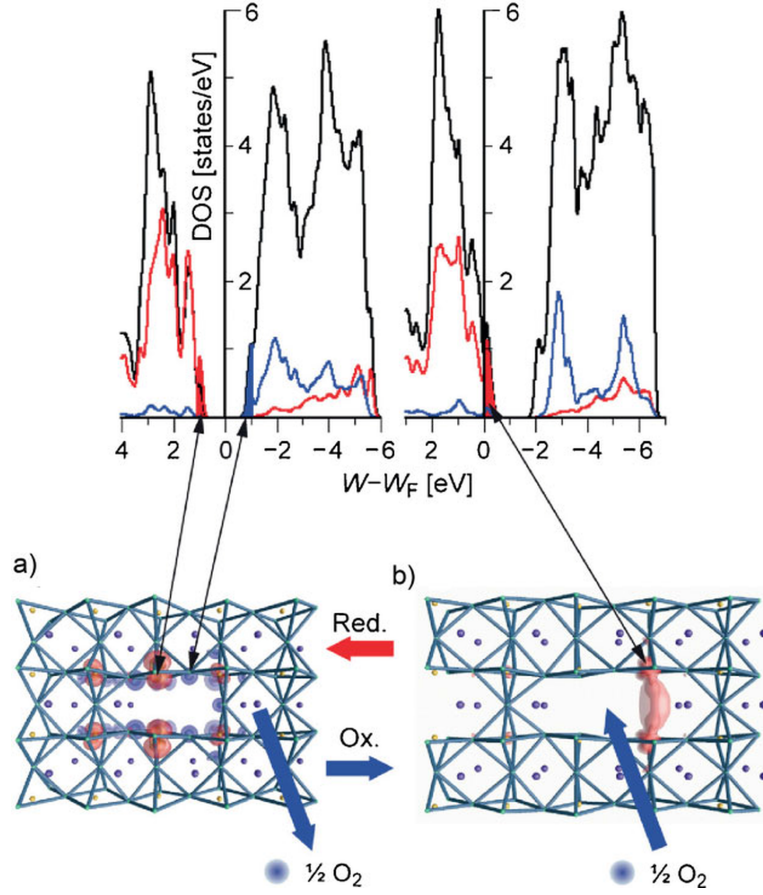 6 6
DOS [states/eV]
4 4
2 2
4 2 0 −2 −4 −6 2 0 −2 −4 −6
W−W_F [eV]
a) b)
Red.
Ox.
½ O₂ ½ O₂